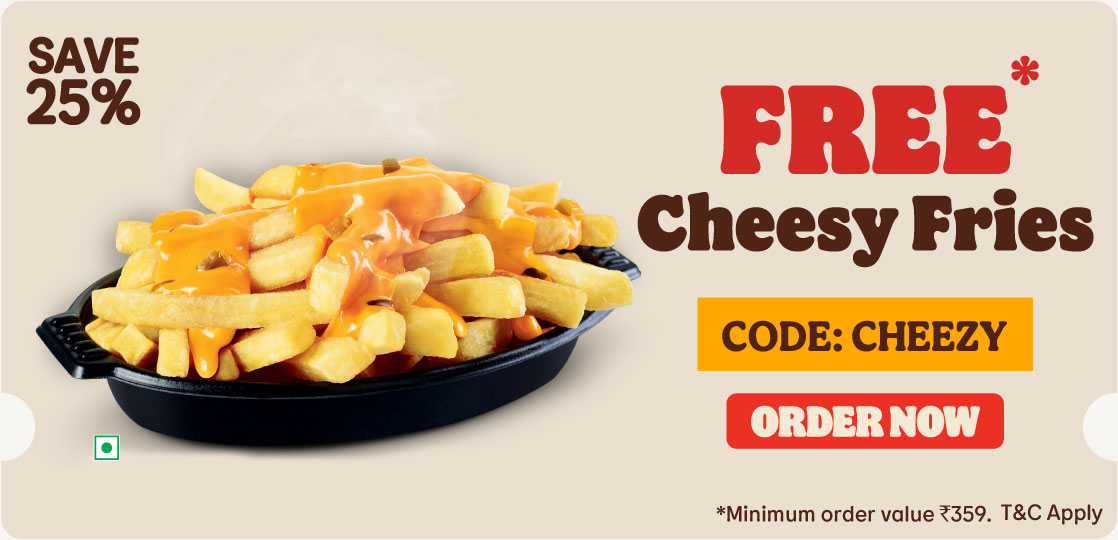 SAVE
25%
FREE*
Cheesy Fries
CODE: CHEEZY
ORDER NOW
*Minimum order value ₹359. T&C Apply